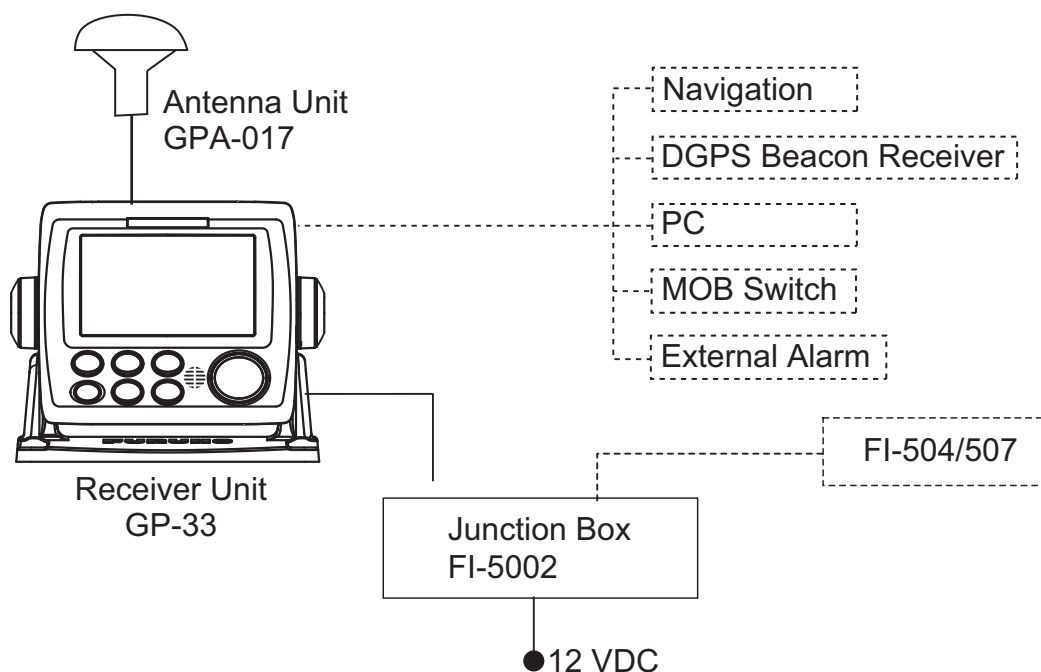 Antenna Unit
GPA-017
Navigation
DGPS Beacon Receiver
PC
MOB Switch
External Alarm
FURUNO
Receiver Unit
GP-33
FI-504/507
Junction Box
FI-5002
12 VDC